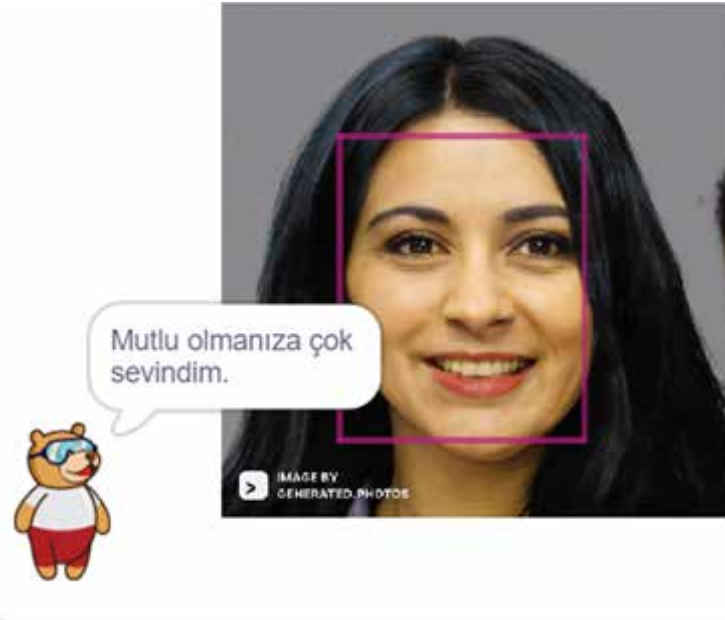 Mutlu olmanıza çok
sevindim.
IMAGE BY
GENERATED.PHOTOS